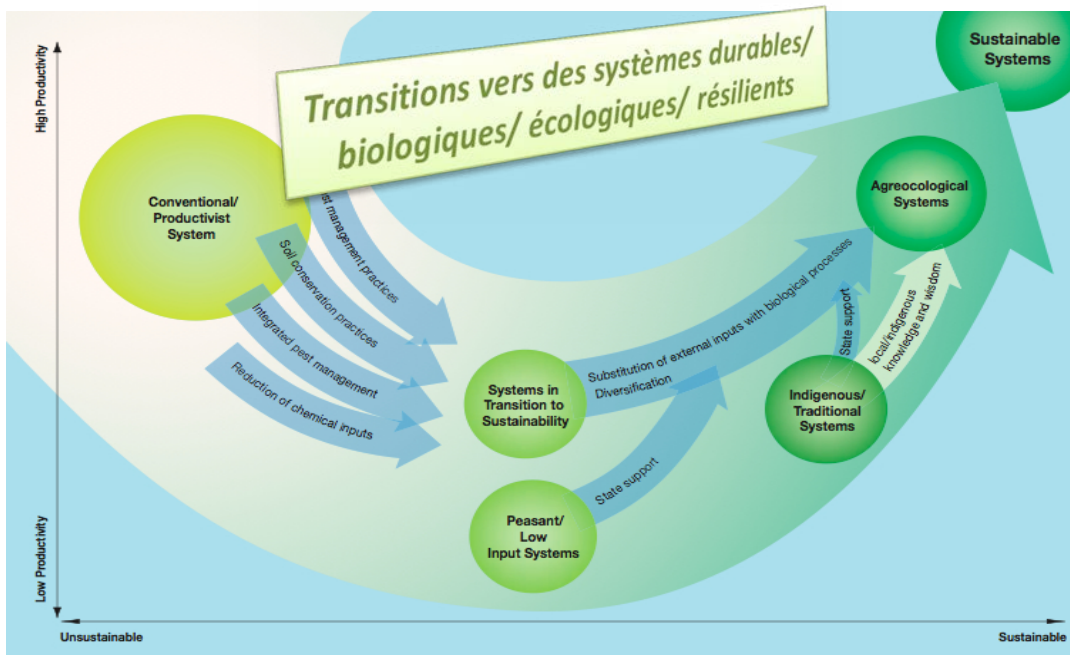 High Productivity
Low Productivity
Unsustainable
Sustainable
Transitions vers des systèmes durables/
biologiques/ écologiques/ résilients
Sustainable
Systems
Conventional/
Productivist
System
management practices
Soil conservation practices
Integrated pest management
Reduction of chemical inputs
Systems in
Transition to
Sustainability
Peasant/
Low
Input Systems
Substitution of external inputs with biological processes
Diversification
State support
Agreocological
Systems
State support
local/indigenous
knowledge and wisdom
Indigenous/
Traditional
Systems